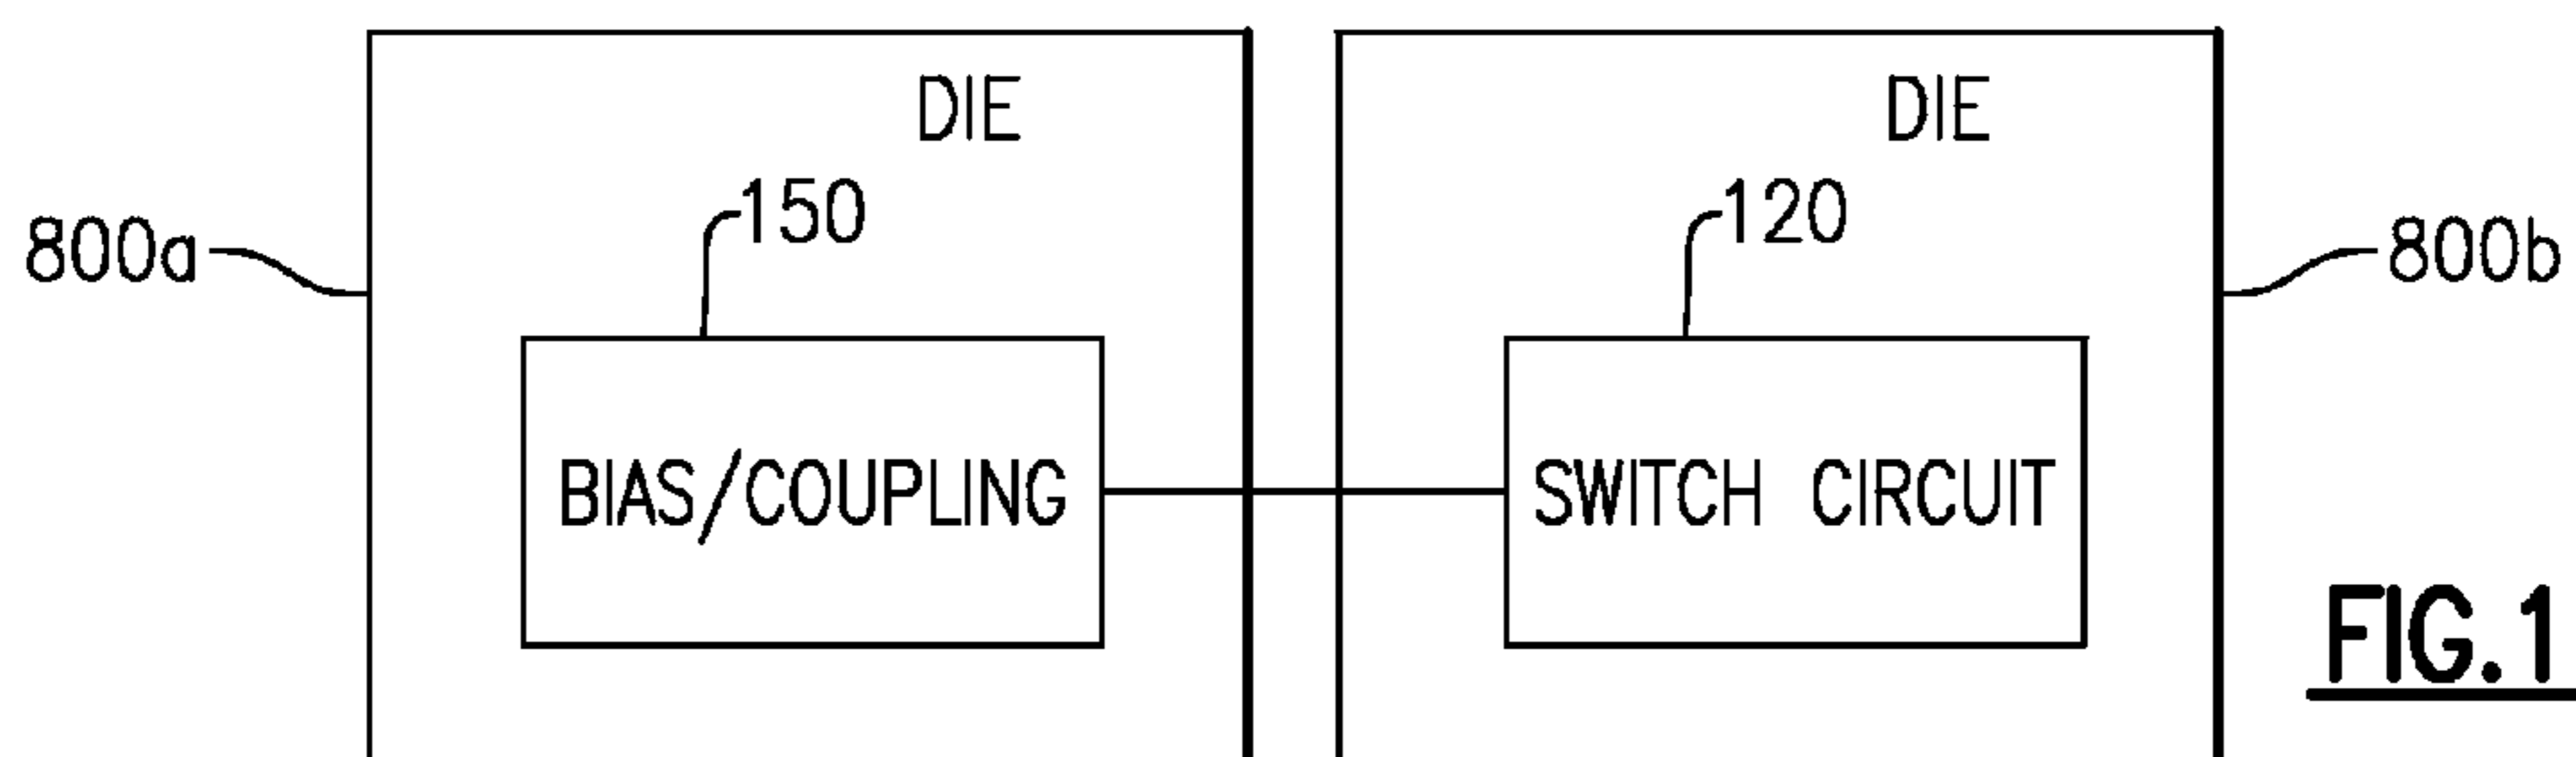 DIE
DIE
150
120
800a
800b
BIAS/COUPLING
SWITCH CIRCUIT
FIG.1